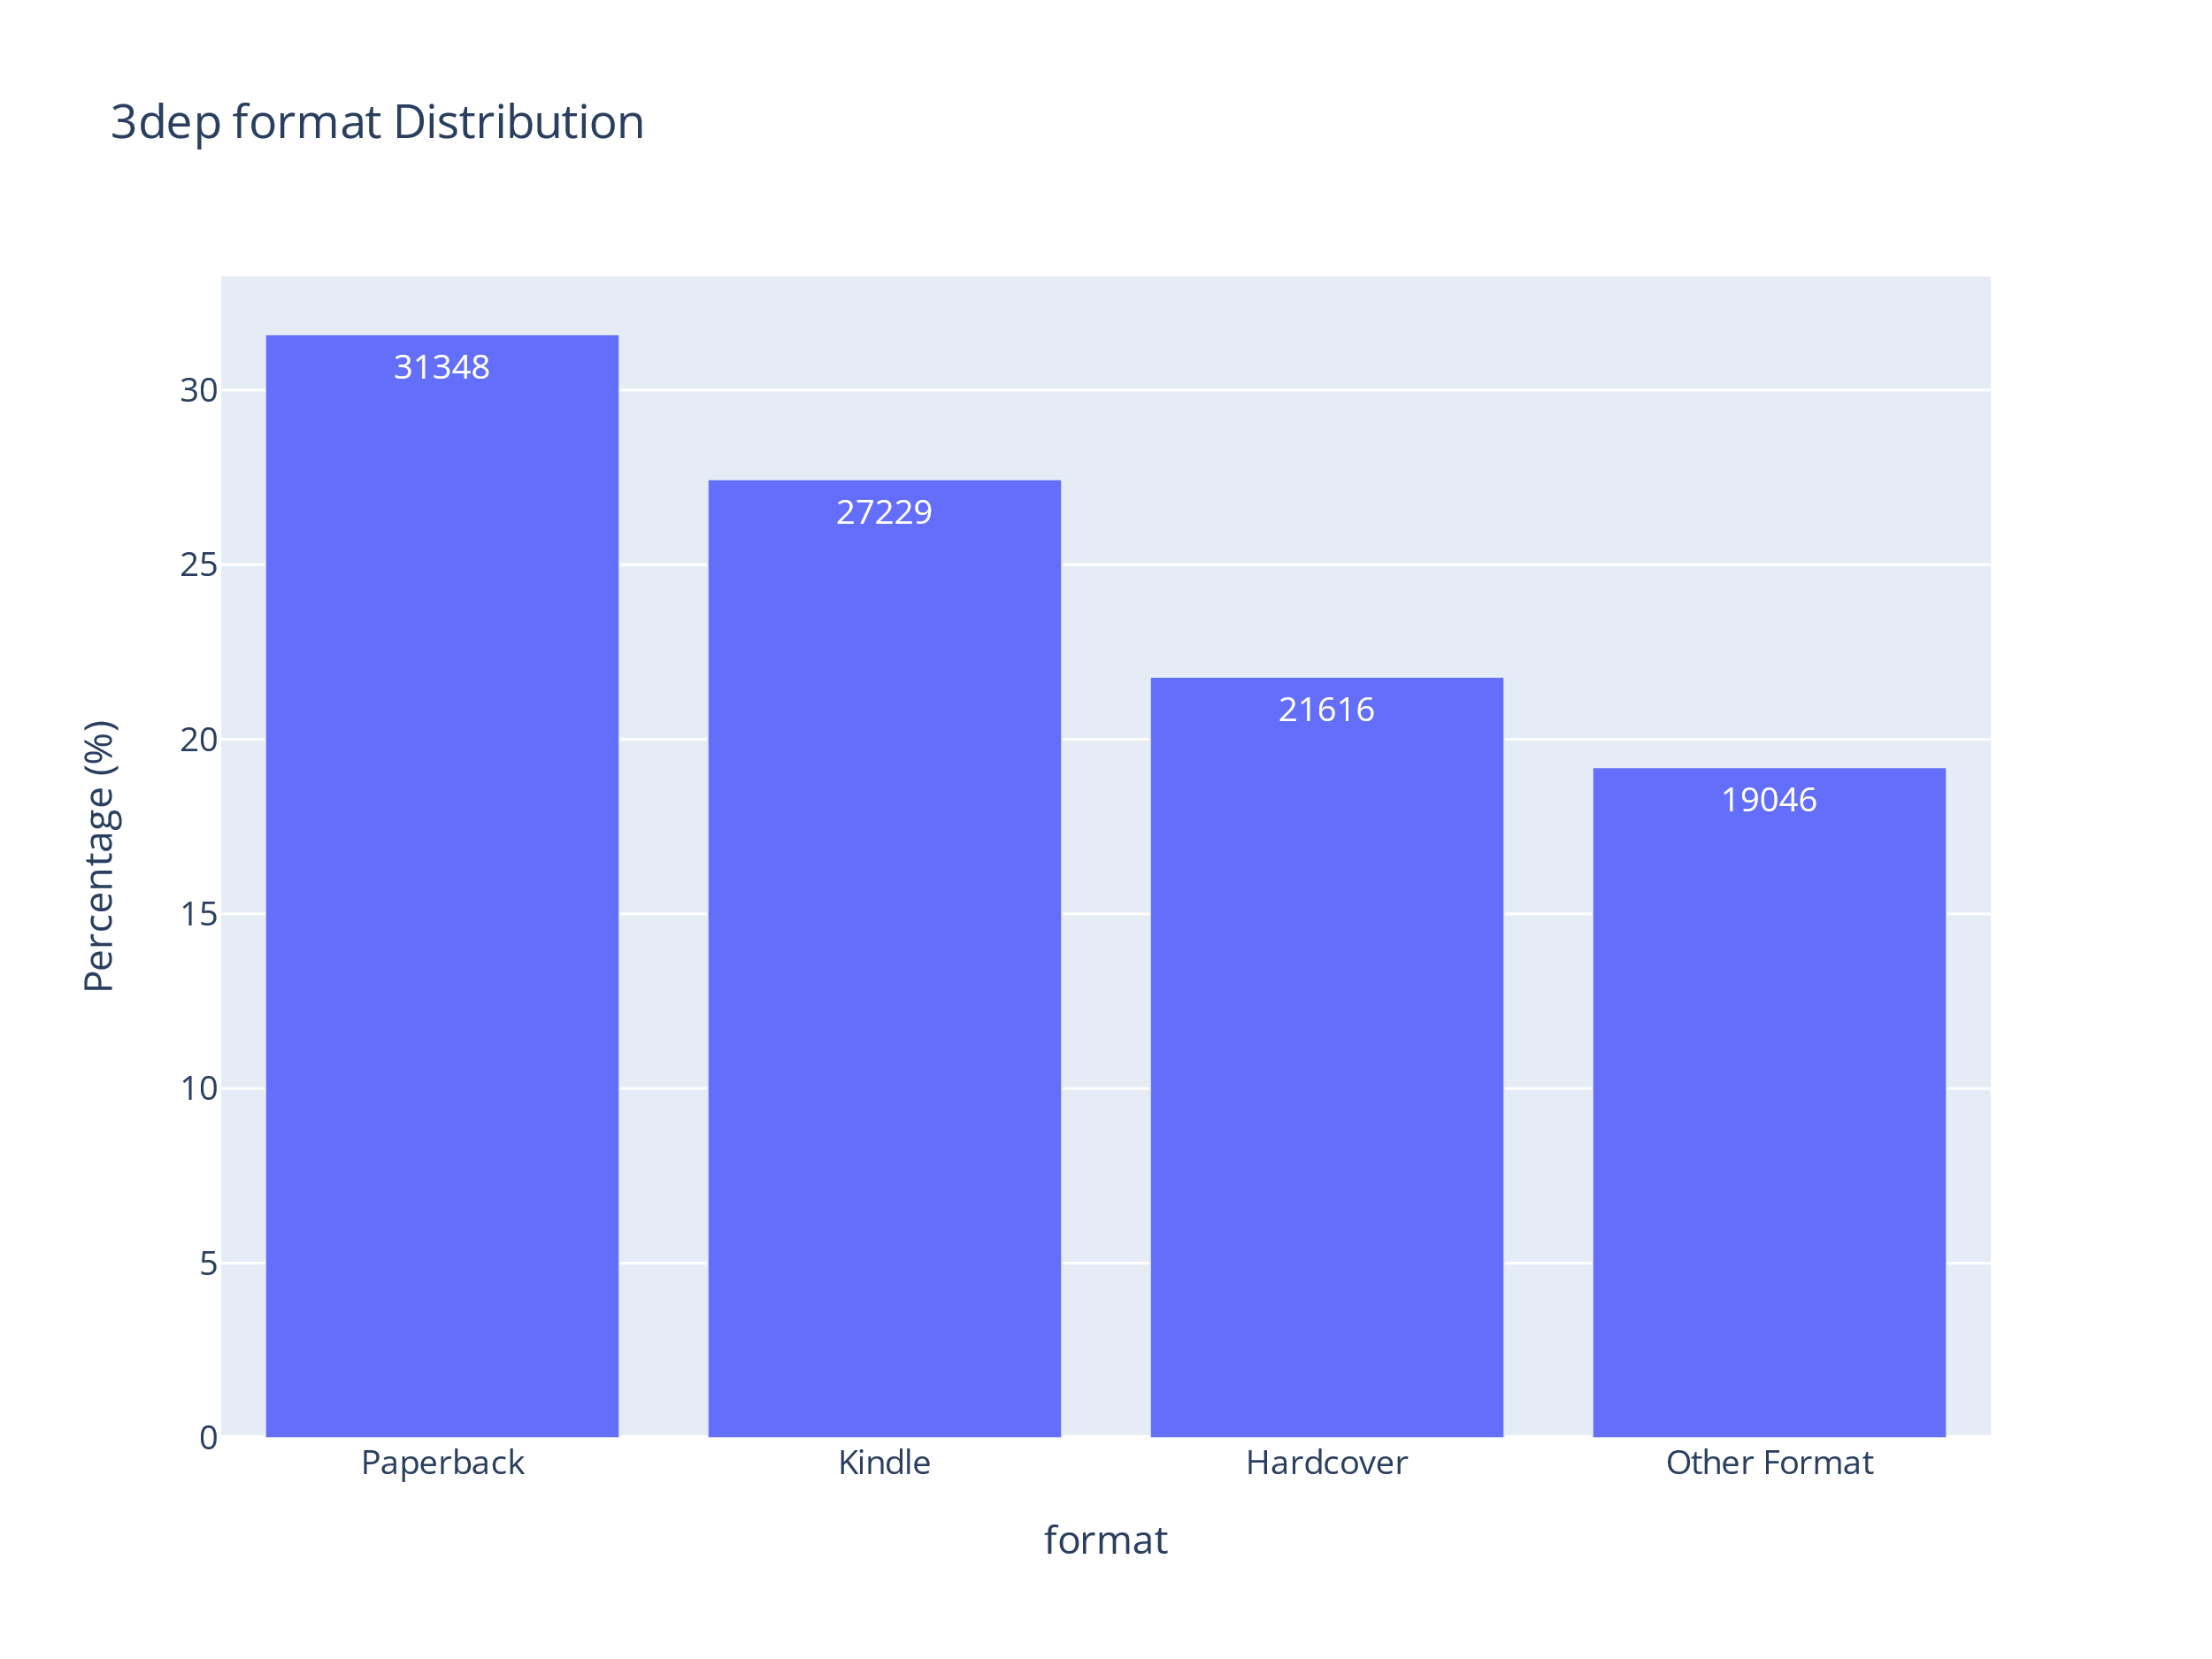 3dep format Distribution
31348
27229
21616
19046
30
25
20
15
10
5
0
Percentage (%)
Paperback
Kindle
Hardcover
Other Format
format